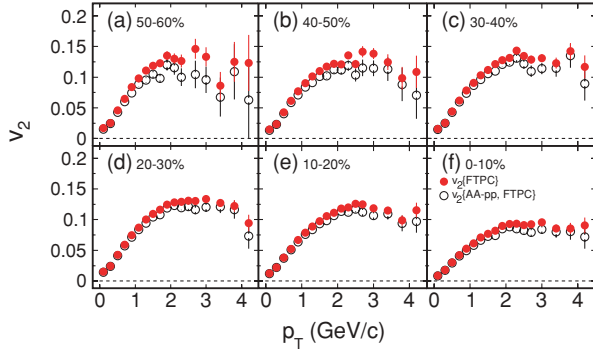 (a) 50-60%
(b) 40-50%
(c) 30-40%
0.2
0.15
0.1
0.05
0
v2
(d) 20-30%
(e) 10-20%
(f) 0-10%
v2{FTPC}
v2{AA-pp, FTPC}
0.2
0.15
0.1
0.05
0
0 1 2 3 4 0 1 2 3 4 0 1 2 3 4
pT (GeV/c)